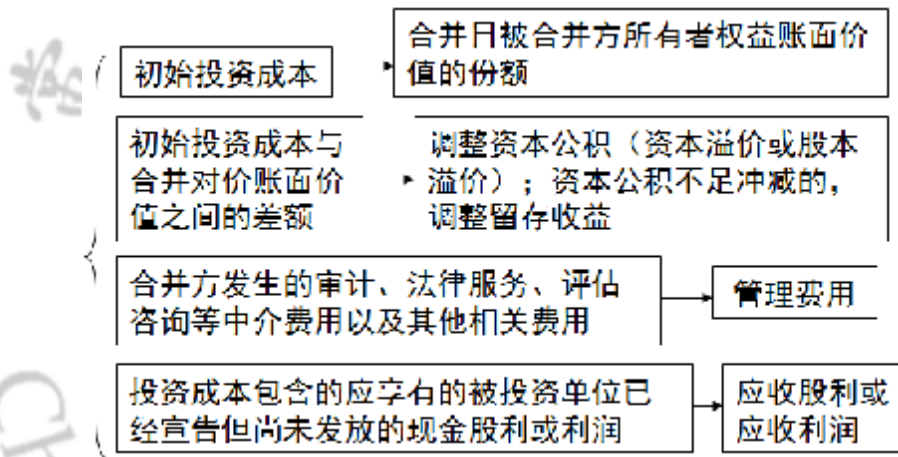 初始投资成本
合并日被合并方所有者权益账面价
值的份额
初始投资成本与
合并对价账面价
值之间的差额
调整资本公积（资本溢价或股本
溢价）；资本公积不足冲减的，
调整留存收益
合并方发生的审计、法律服务、评估
咨询等中介费用以及其他相关费用
管理费用
投资成本包含的应享有的被投资单位已
经宣告但尚未发放的现金股利或利润
应收股利或
应收利润